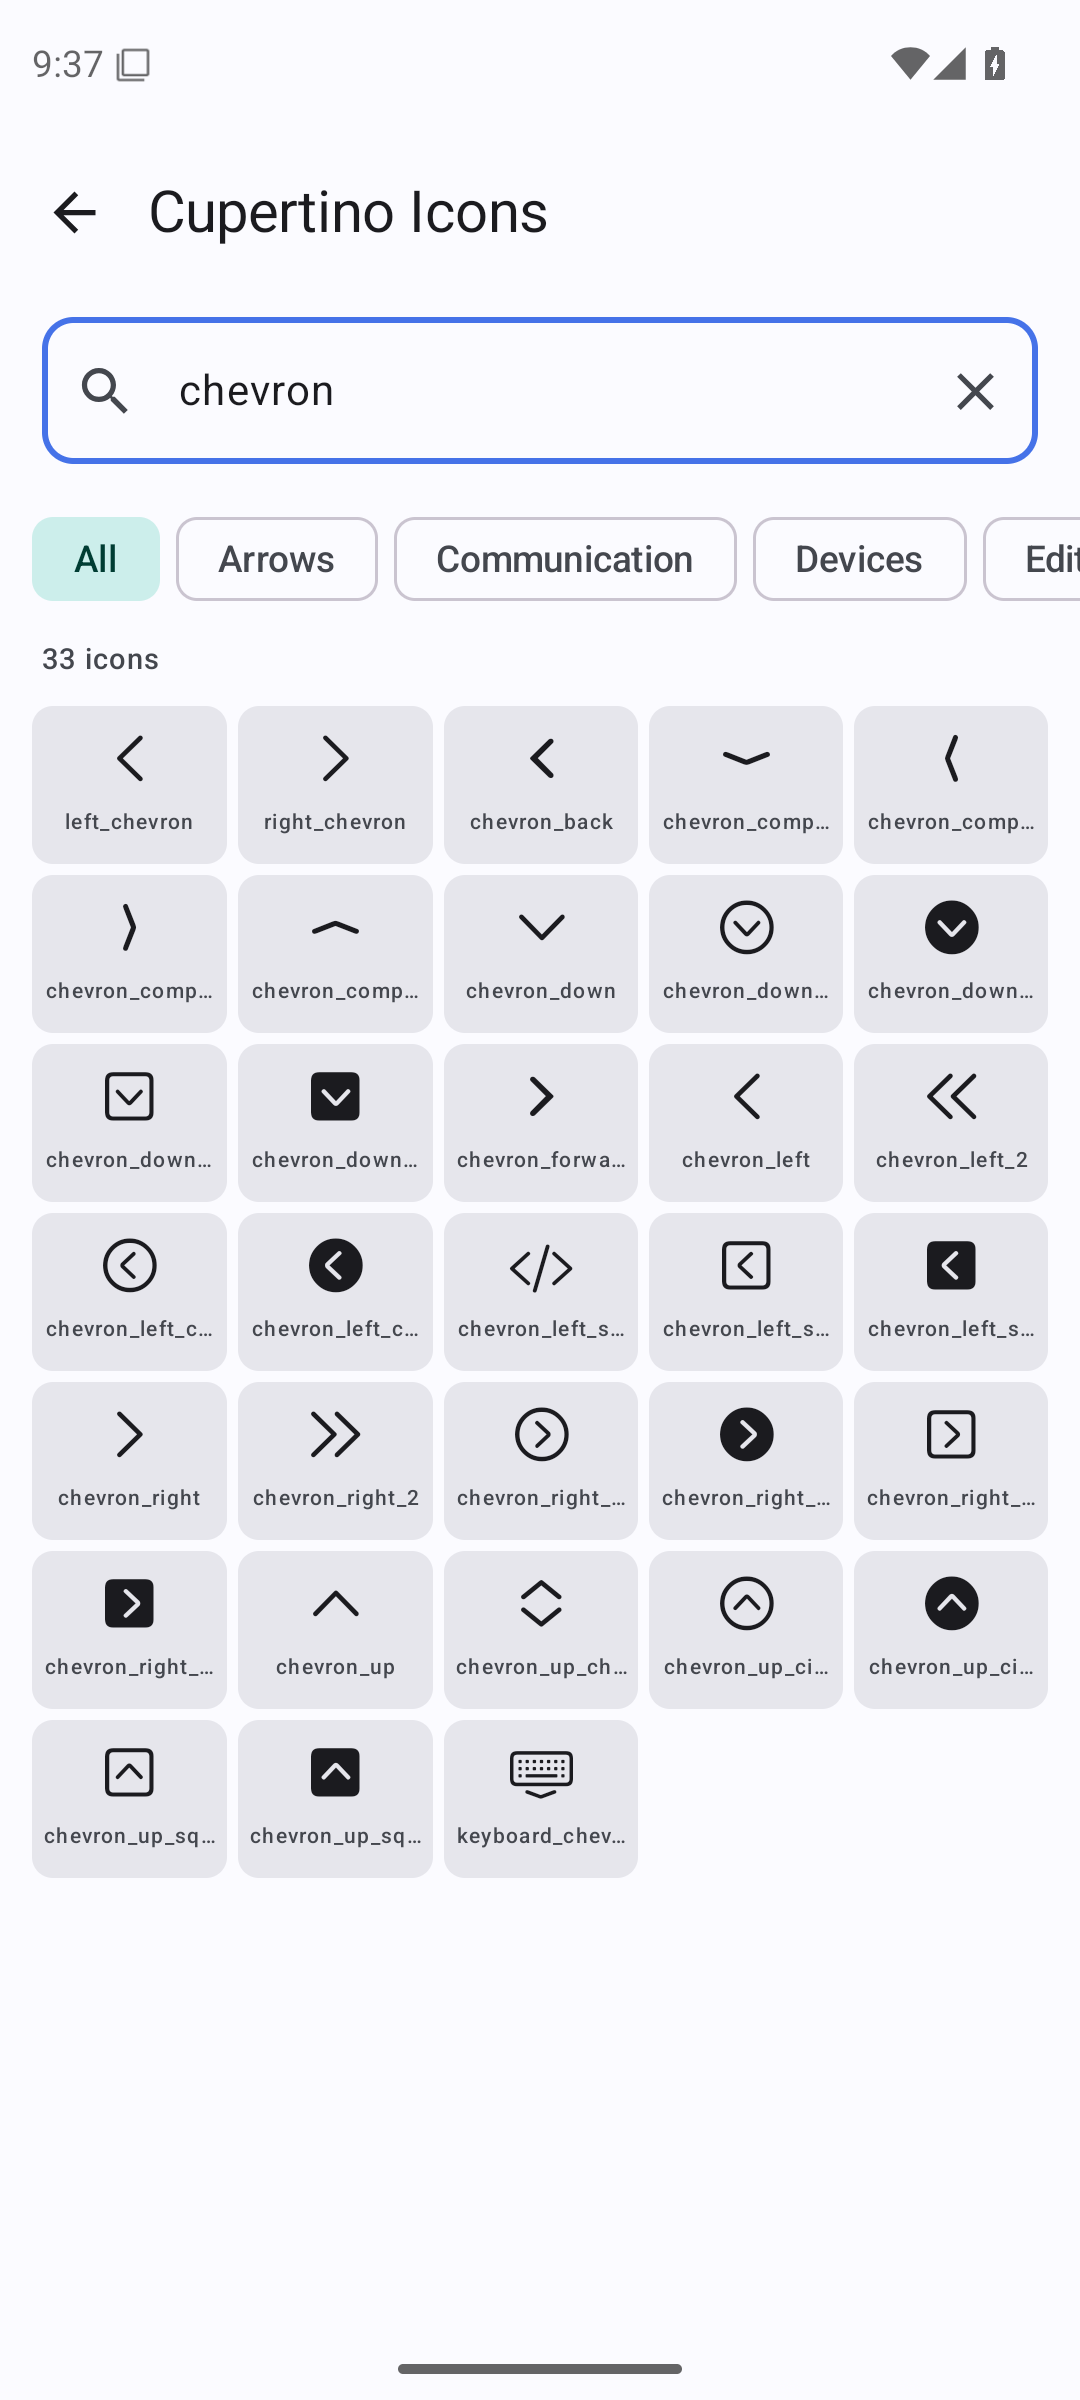 9:37
Cupertino Icons
chevron
All Arrows Communication Devices Edit
33 icons
left_chevron right_chevron chevron_back chevron_comp... chevron_comp...
chevron_comp... chevron_comp... chevron_down chevron_down... chevron_down...
chevron_down... chevron_down... chevron_forwa... chevron_left chevron_left_2
chevron_left_c... chevron_left_c... chevron_left_s... chevron_left_s... chevron_left_s...
chevron_right chevron_right_2 chevron_right_... chevron_right_... chevron_right_...
chevron_right_... chevron_up chevron_up_ch... chevron_up_ci... chevron_up_ci...
chevron_up_sq... chevron_up_sq... keyboard_chev...